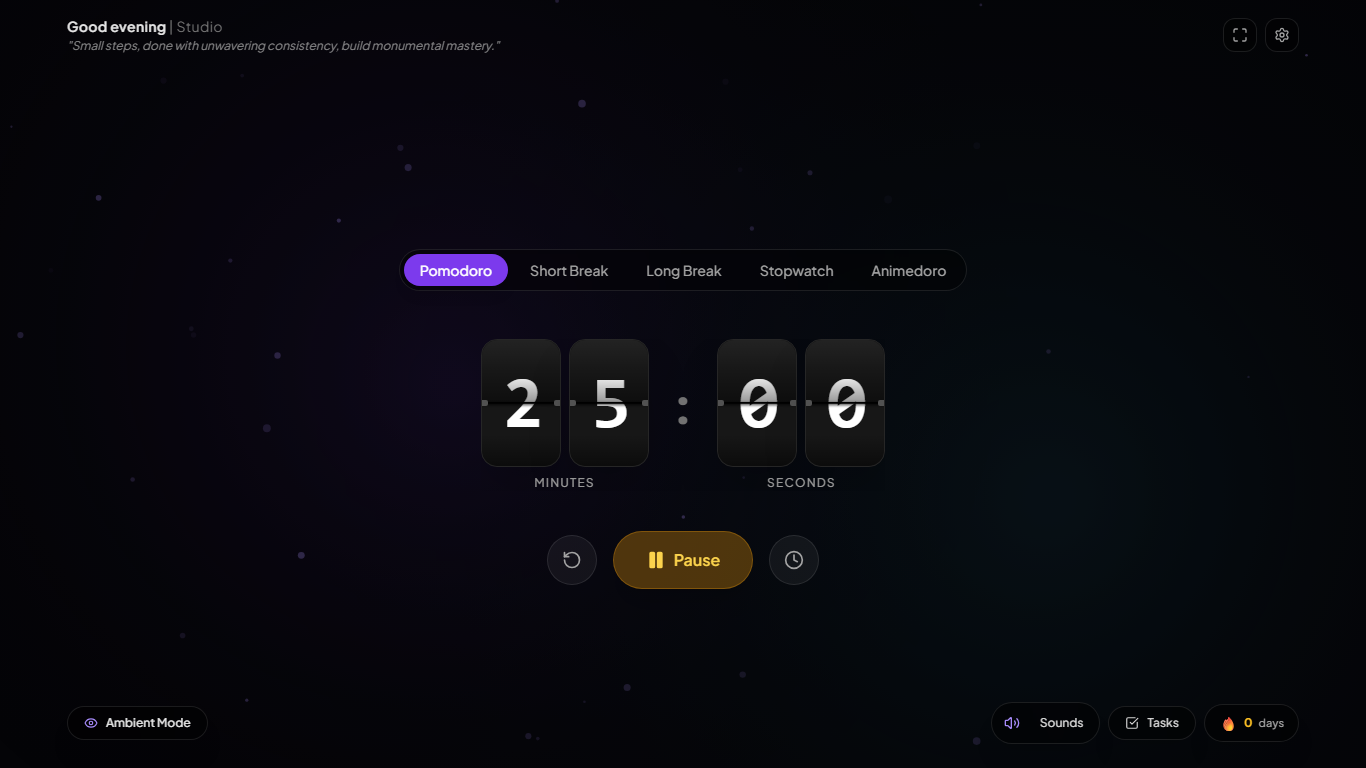 Good evening | Studio
"Small steps, done with unwavering consistency, build monumental mastery."
Pomodoro Short Break Long Break Stopwatch Animedoro
25 : 00
MINUTES SECONDS
Pause
Ambient Mode Sounds Tasks 0 days